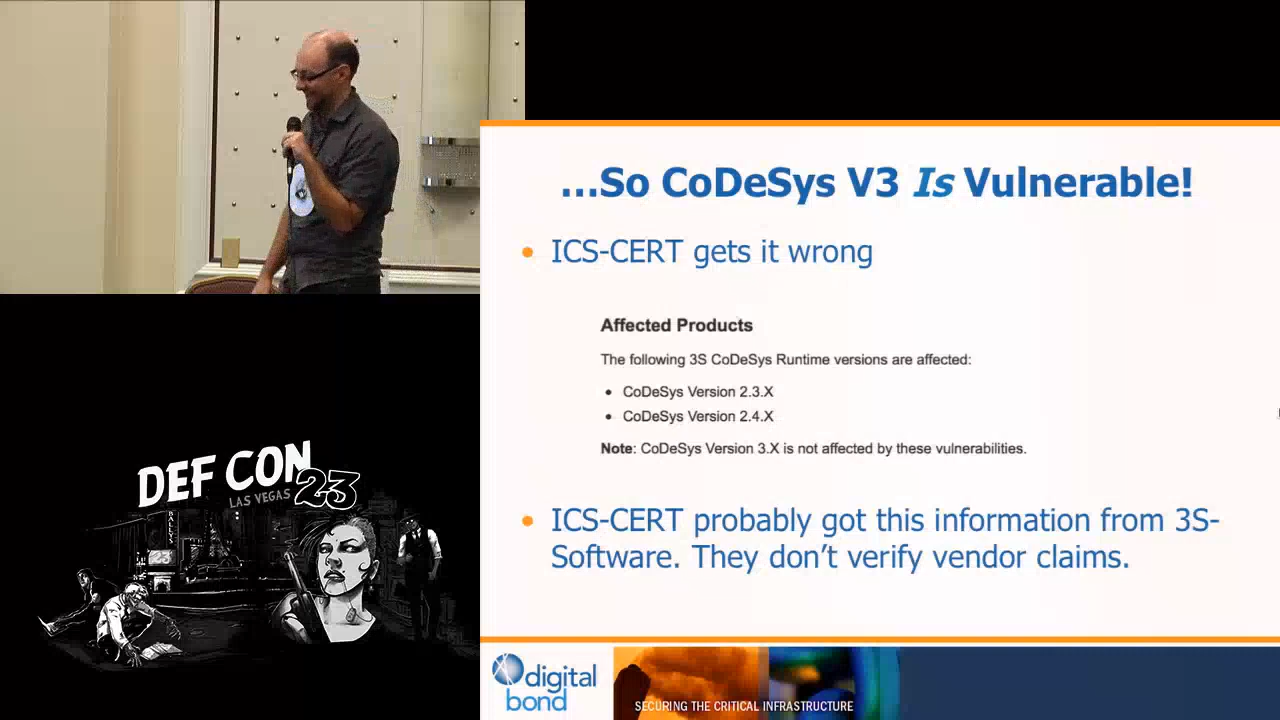 …So CoDeSys V3 Is Vulnerable!
• ICS-CERT gets it wrong
Affected Products
The following 3S CoDeSys Runtime versions are affected:
• CoDeSys Version 2.3.X
• CoDeSys Version 2.4.X
Note: CoDeSys Version 3.X is not affected by these vulnerabilities.
• ICS-CERT probably got this information from 3S-
Software. They don’t verify vendor claims.
DEF CON
LAS VEGAS 23
BALLYS
digital
bond
SECURING THE CRITICAL INFRASTRUCTURE